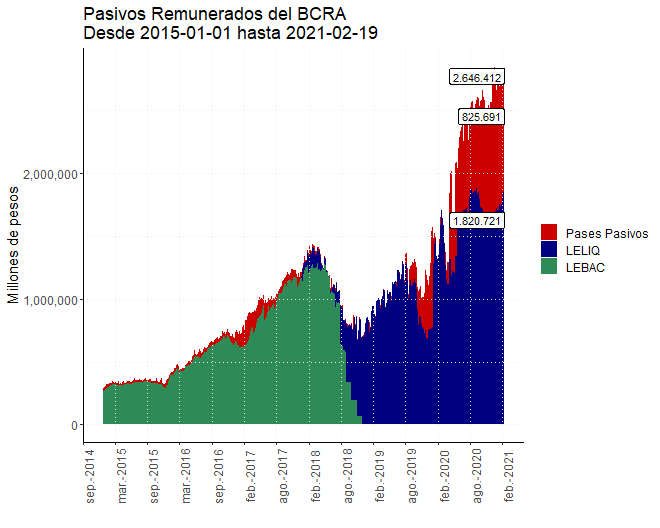 Pasivos Remunerados del BCRA
Desde 2015-01-01 hasta 2021-02-19
Millones de pesos
2,000,000
1,000,000
0
2.646.412
825.691
1.820.721
Pases Pasivos
LELIQ
LEBAC
sep.-2014
mar.-2015
sep.-2015
mar.-2016
sep.-2016
feb.-2017
ago.-2017
feb.-2018
ago.-2018
feb.-2019
ago.-2019
feb.-2020
ago.-2020
feb.-2021